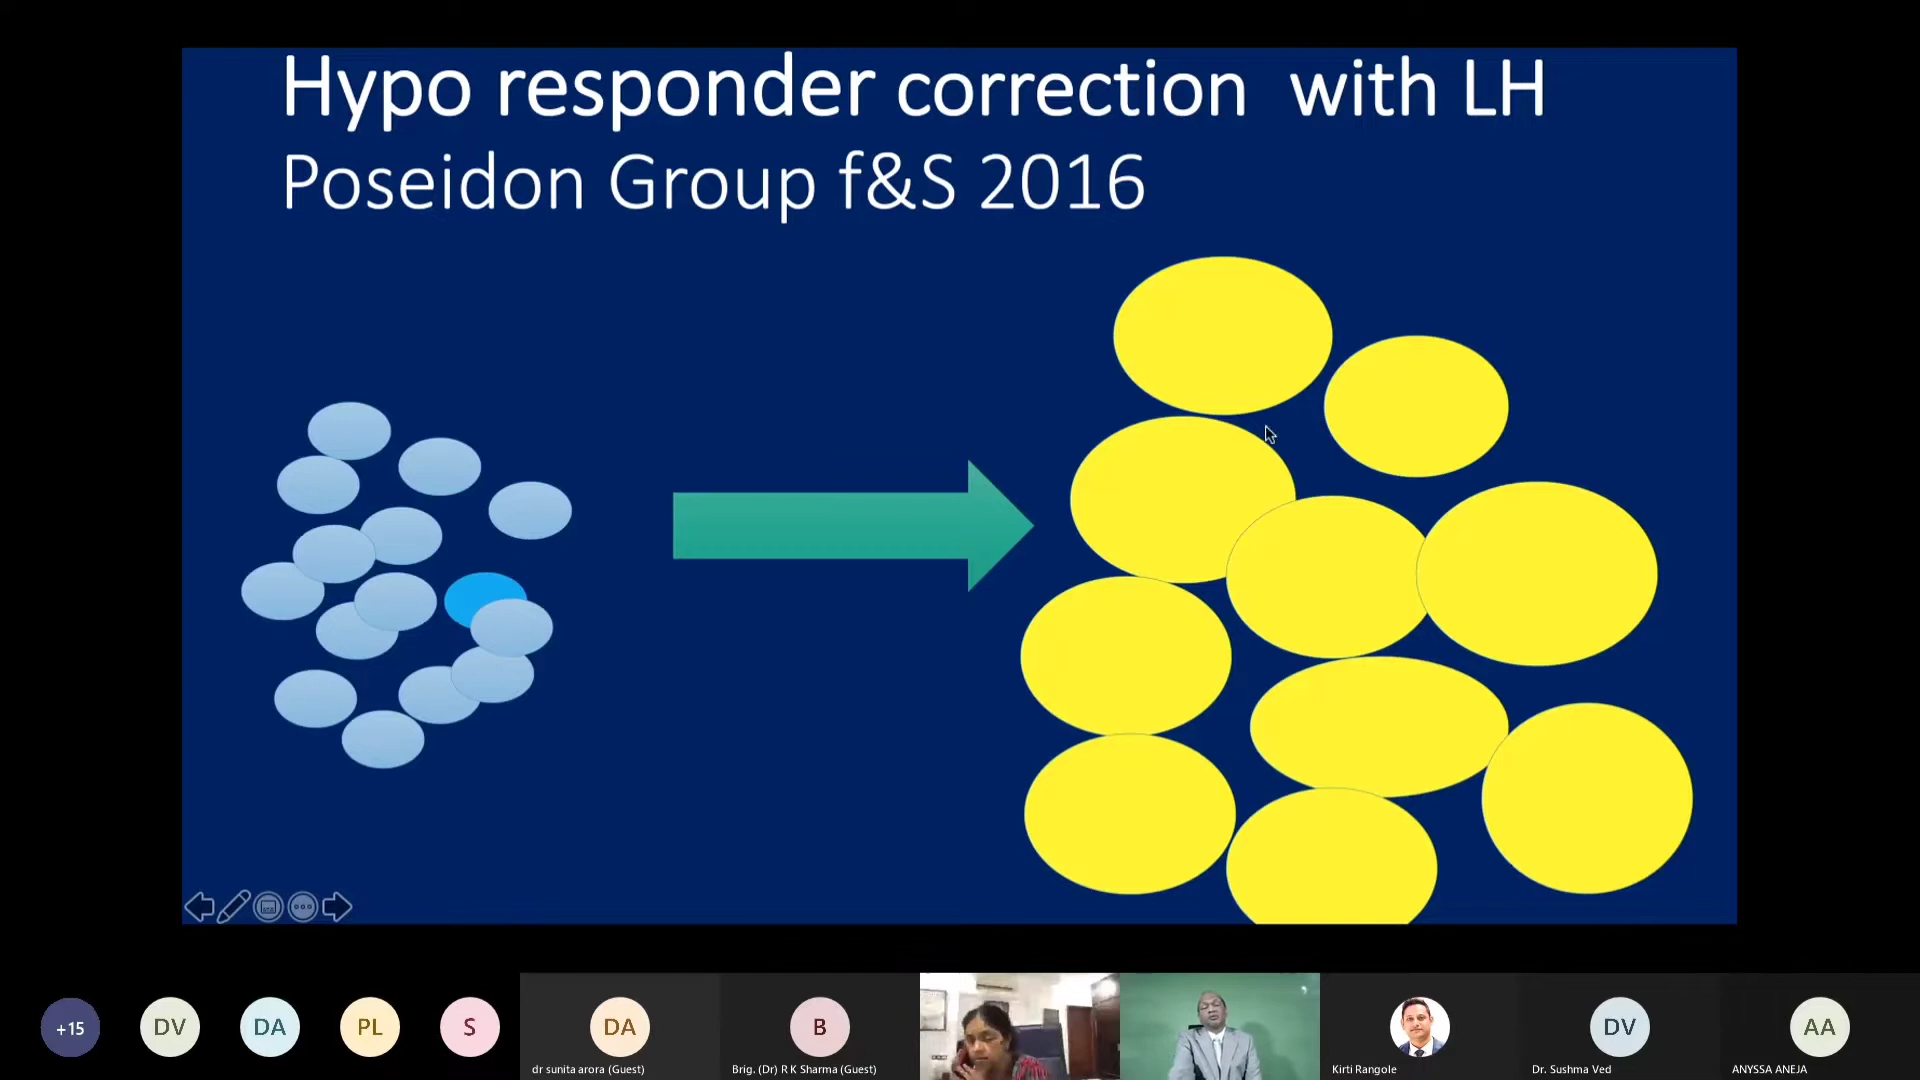 Hypo responder correction with LH
Poseidon Group f&S 2016
+15
DV
DA
PL
S
DA
B
DV
AA
dr sunita arora (Guest)
Brig. (Dr) R K Sharma (Guest)
Kirti Rangole
Dr. Sushma Ved
ANYSSA ANEJA